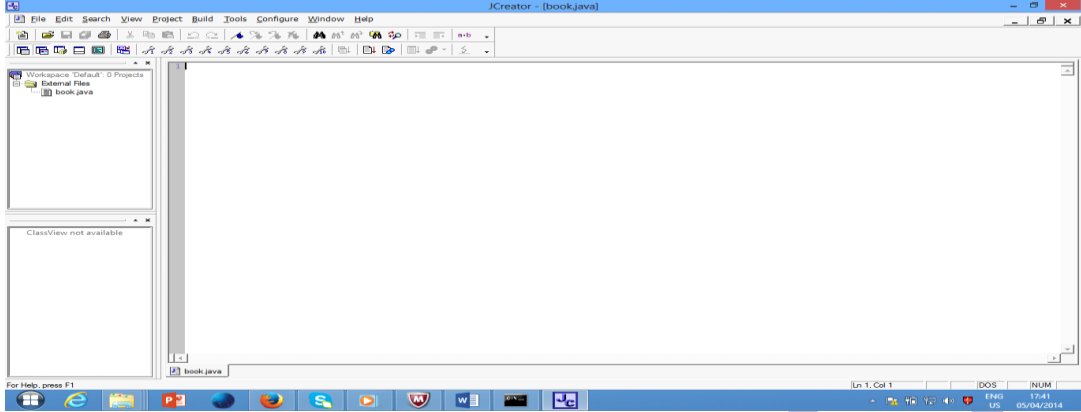 JCreator - [book.java]
File Edit Search View Project Build Tools Configure Window Help
Workspace 'Default': 0 Projects
External Files
book.java
1
ClassView not available
book.java
For Help, press F1
Ln 1, Col 1
DOS
NUM
ENG
US
17:41
05/04/2014